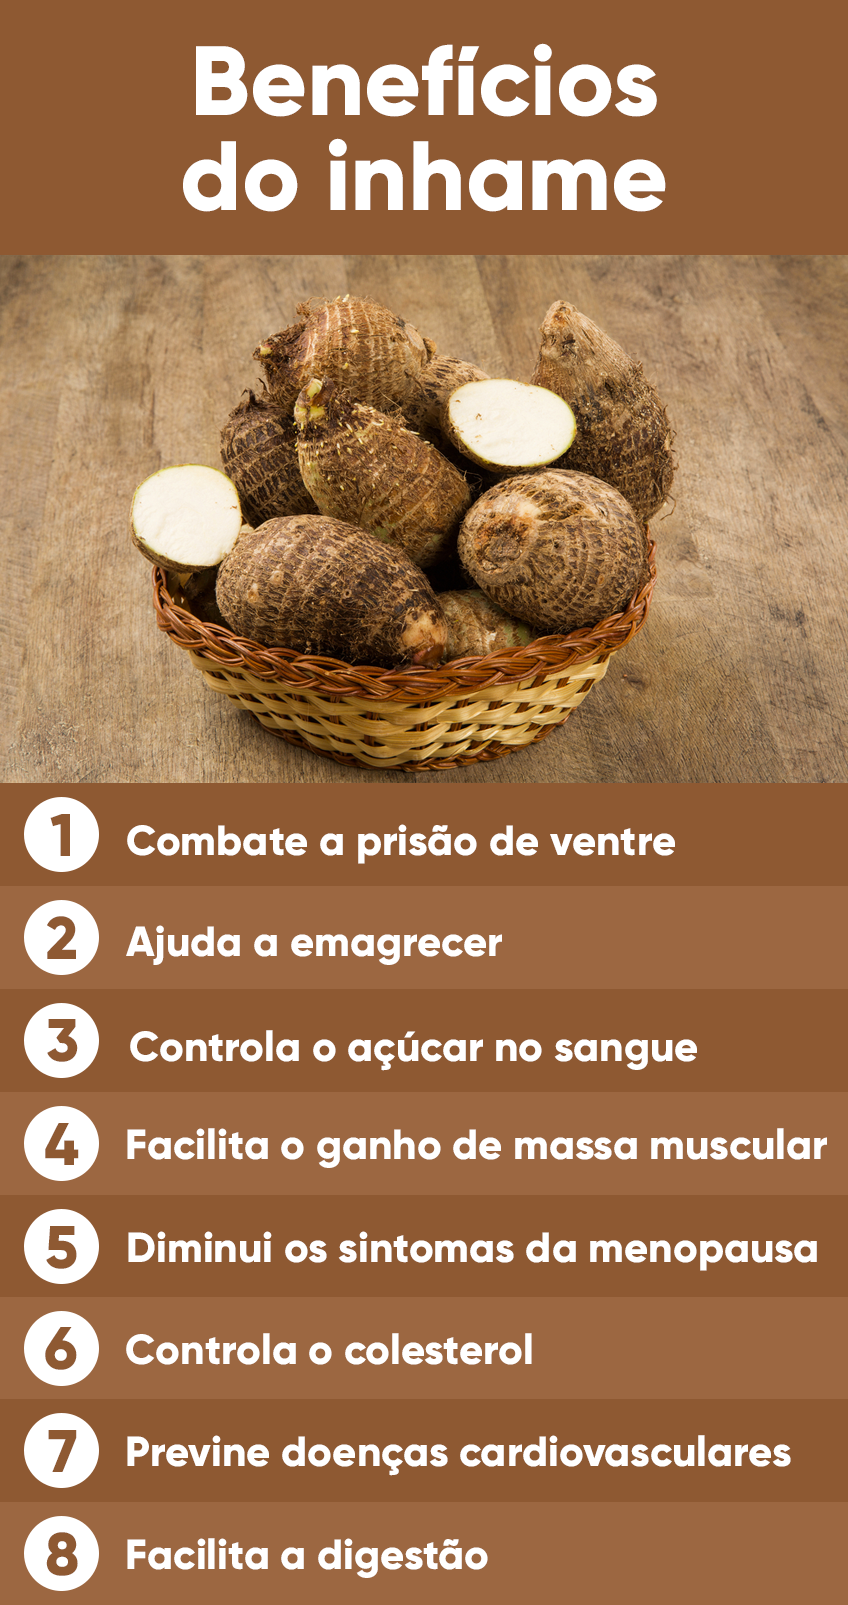 Benefícios
do inhame
1 Combate a prisão de ventre
2 Ajuda a emagrecer
3 Controla o açúcar no sangue
4 Facilita o ganho de massa muscular
5 Diminui os sintomas da menopausa
6 Controla o colesterol
7 Previne doenças cardiovasculares
8 Facilita a digestão